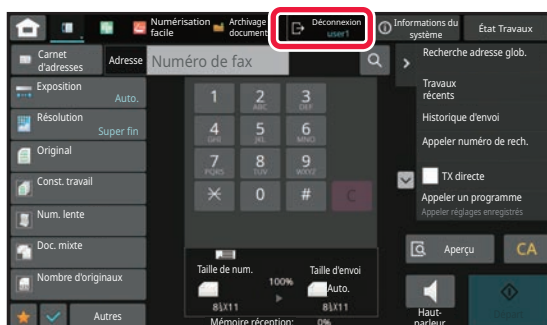 Numérisation
facile
Archivage
document
Déconnexion
user1
Informations du
système
État Travaux
Carnet
d'adresses
Adresse
Numéro de fax
Exposition
Auto.
Résolution
Super fin
Original
Const. travail
Num. lente
Doc. mixte
Nombre d'originaux
Autres
1
2
ABC
3
DEF
4
GHI
5
JKL
6
MNO
7
PQRS
8
TUV
9
WXYZ
0
#
C
Taille de num.
100%
Taille d'envoi
Auto.
8½X11
8½X11
Mémoire réception: 0%
Recherche adresse glob.
Travaux
récents
Historique d'envoi
Appeler numéro de rech.
TX directe
Appeler un programme
Appeler réglages enregistrés
Aperçu
CA
Haut-
parleur